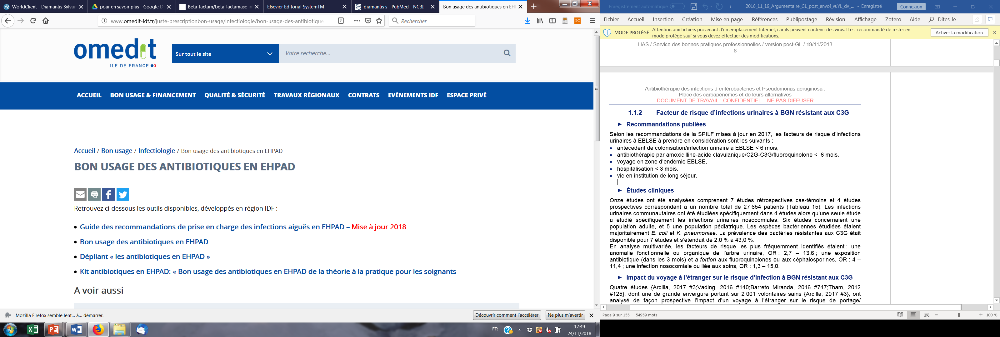 WorldClient - Diamantis Sylvain
pour en savoir plus - Google D
Beta-lactam/beta-lactamase in
Elsevier Editorial SystemTM
diamantis s - PubMed - NCBI
Bon usage des antibiotiques en EH
www.omedit-idf.fr/juste-prescriptionbon-usage/infectiologie/bon-usage-des-antibiotique
Rechercher
omedit
ILE DE FRANCE
Sur tout le site
Votre recherche...
ACCUEIL BON USAGE & FINANCEMENT QUALITÉ & SÉCURITÉ TRAVAUX RÉGIONAUX CONTRATS EVÈNEMENTS IDF ESPACE PRIVÉ
Accueil / Bon usage / Infectiologie / Bon usage des antibiotiques en EHPAD
BON USAGE DES ANTIBIOTIQUES EN EHPAD
Retrouvez ci-dessous les outils disponibles, développés en région IDF :
• Guide des recommandations de prise en charge des infections aiguës en EHPAD – Mise à jour 2018
• Bon usage des antibiotiques en EHPAD
• Dépliant « les antibiotiques en EHPAD »
• Kit antibiotiques en EHPAD: « Bon usage des antibiotiques en EHPAD de la théorie à la pratique pour les soignants
A voir aussi
Mozilla Firefox semble lent... à... démarrer.
Découvrir comment l'accélérer
Ne plus m'avertir
FR
17:49
24/11/2018
Enregistrement automatique
2018_11_19_Argumentaire_GL_post_envoi_vuYL_dv_... - Enregistré
Connexion
Fichier Accueil Insertion Création Mise en page Références Publipostage Révision Affichage Zotero Aide Dites-le·
MODE PROTÉGÉ Attention aux fichiers provenant d'un emplacement Internet, car ils peuvent contenir des virus. Il est recommandé de rester en
mode protégé sauf si vous devez effectuer des modifications.
Activer la modification
HAS / Service des bonnes pratiques professionnelles / version post-GL / 19/11/2018
8
Antibiothérapie des infections à entérobactéries et Pseudomonas aeruginosa :
Place des carbapénèmes et de leurs alternatives
DOCUMENT DE TRAVAIL : CONFIDENTIEL – NE PAS DIFFUSER
1.1.2 Facteur de risque d'infections urinaires à BGN résistant aux C3G
► Recommandations publiées
Selon les recommandations de la SPILF mises à jour en 2017, les facteurs de risque d'infections
urinaires à EBLSE à prendre en considération sont les suivants :
• antécédent de colonisation/infection urinaire à EBLSE < 6 mois,
• antibiothérapie par amoxicilline-acide clavulanique/C2G-C3G/fluoroquinolone < 6 mois,
• voyage en zone d'endémie EBLSE,
• hospitalisation < 3 mois,
• vie en institution de long séjour.
► Études cliniques
Onze études ont été analysées comprenant 7 études rétrospectives cas-témoins et 4 études
prospectives correspondant à un nombre total de 27 654 patients (Tableau 15). Les infections
urinaires communautaires ont été étudiées spécifiquement dans 4 études alors qu'une seule étude
a étudié spécifiquement les infections urinaires nosocomiales. Six études concernaient une
population adulte, et 5 une population pédiatrique. Les espèces bactériennes étudiées étaient
majoritairement E. coli et K. pneumoniae. La prévalence des bactéries résistantes aux C3G était
disponible pour 7 études et s'étendait de 2,0 % à 43,0 %.
En analyse multivariée, les facteurs de risque les plus fréquemment identifiés étaient : une
anomalie fonctionnelle ou organique de l'arbre urinaire, OR : 2,7 – 13,6 ; une exposition
antibiotique (dans les 3 mois) et a fortiori aux fluoroquinolones ou aux céphalosporines, OR : 4 –
11,4 ; une infection nosocomiale ou liée aux soins, OR : 1,3 – 15,0.
► Impact du voyage à l'étranger sur le risque d'infection à BGN résistant aux C3G
Quatre études {Arcilla, 2017 #3;Vading, 2016 #140;Barreto Miranda, 2016 #747;Tham, 2012
#125}, dont une de grande envergure portant sur 2 001 volontaires sains {Arcilla, 2017 #3}, ont
analysé de façon prospective l'impact d'un voyage à l'étranger sur le risque de portage/
Page 9 sur 155 54959 mots
100 %